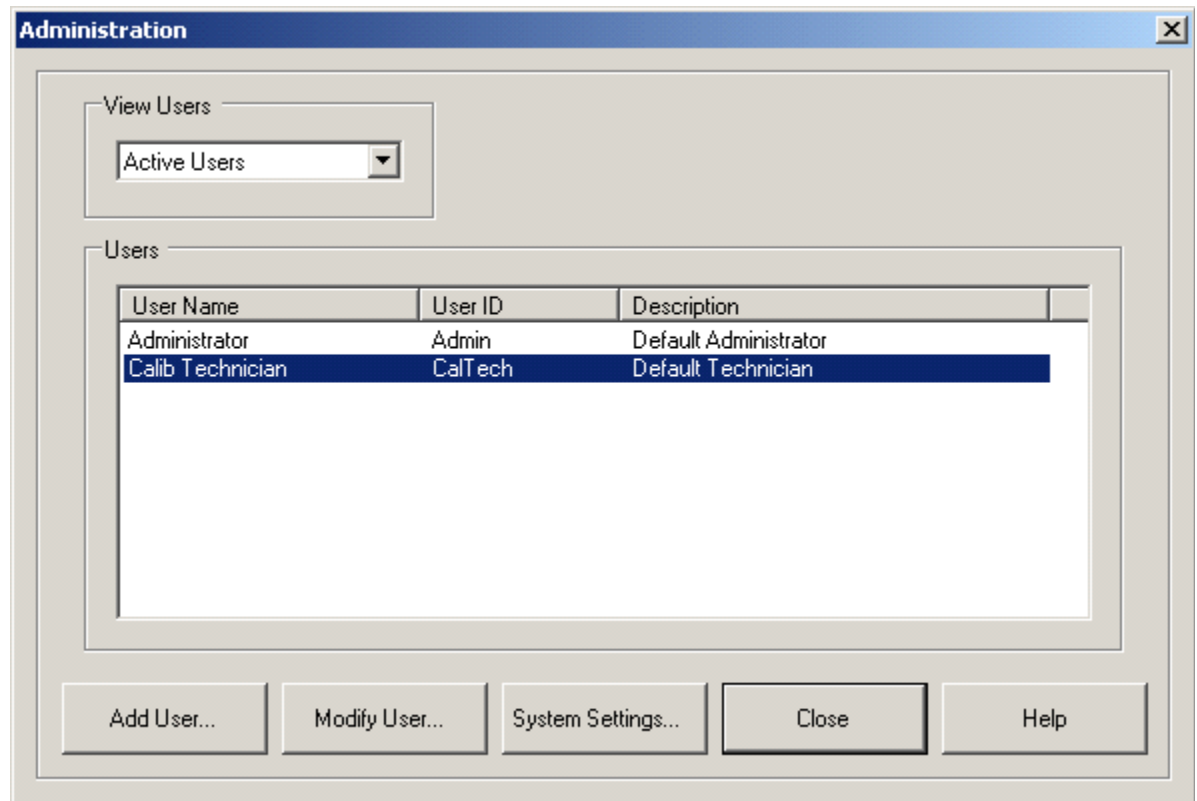 Administration
View Users
Active Users
Users
User Name User ID Description
Administrator Admin Default Administrator
Calib Technician CalTech Default Technician
Add User... Modify User... System Settings... Close Help